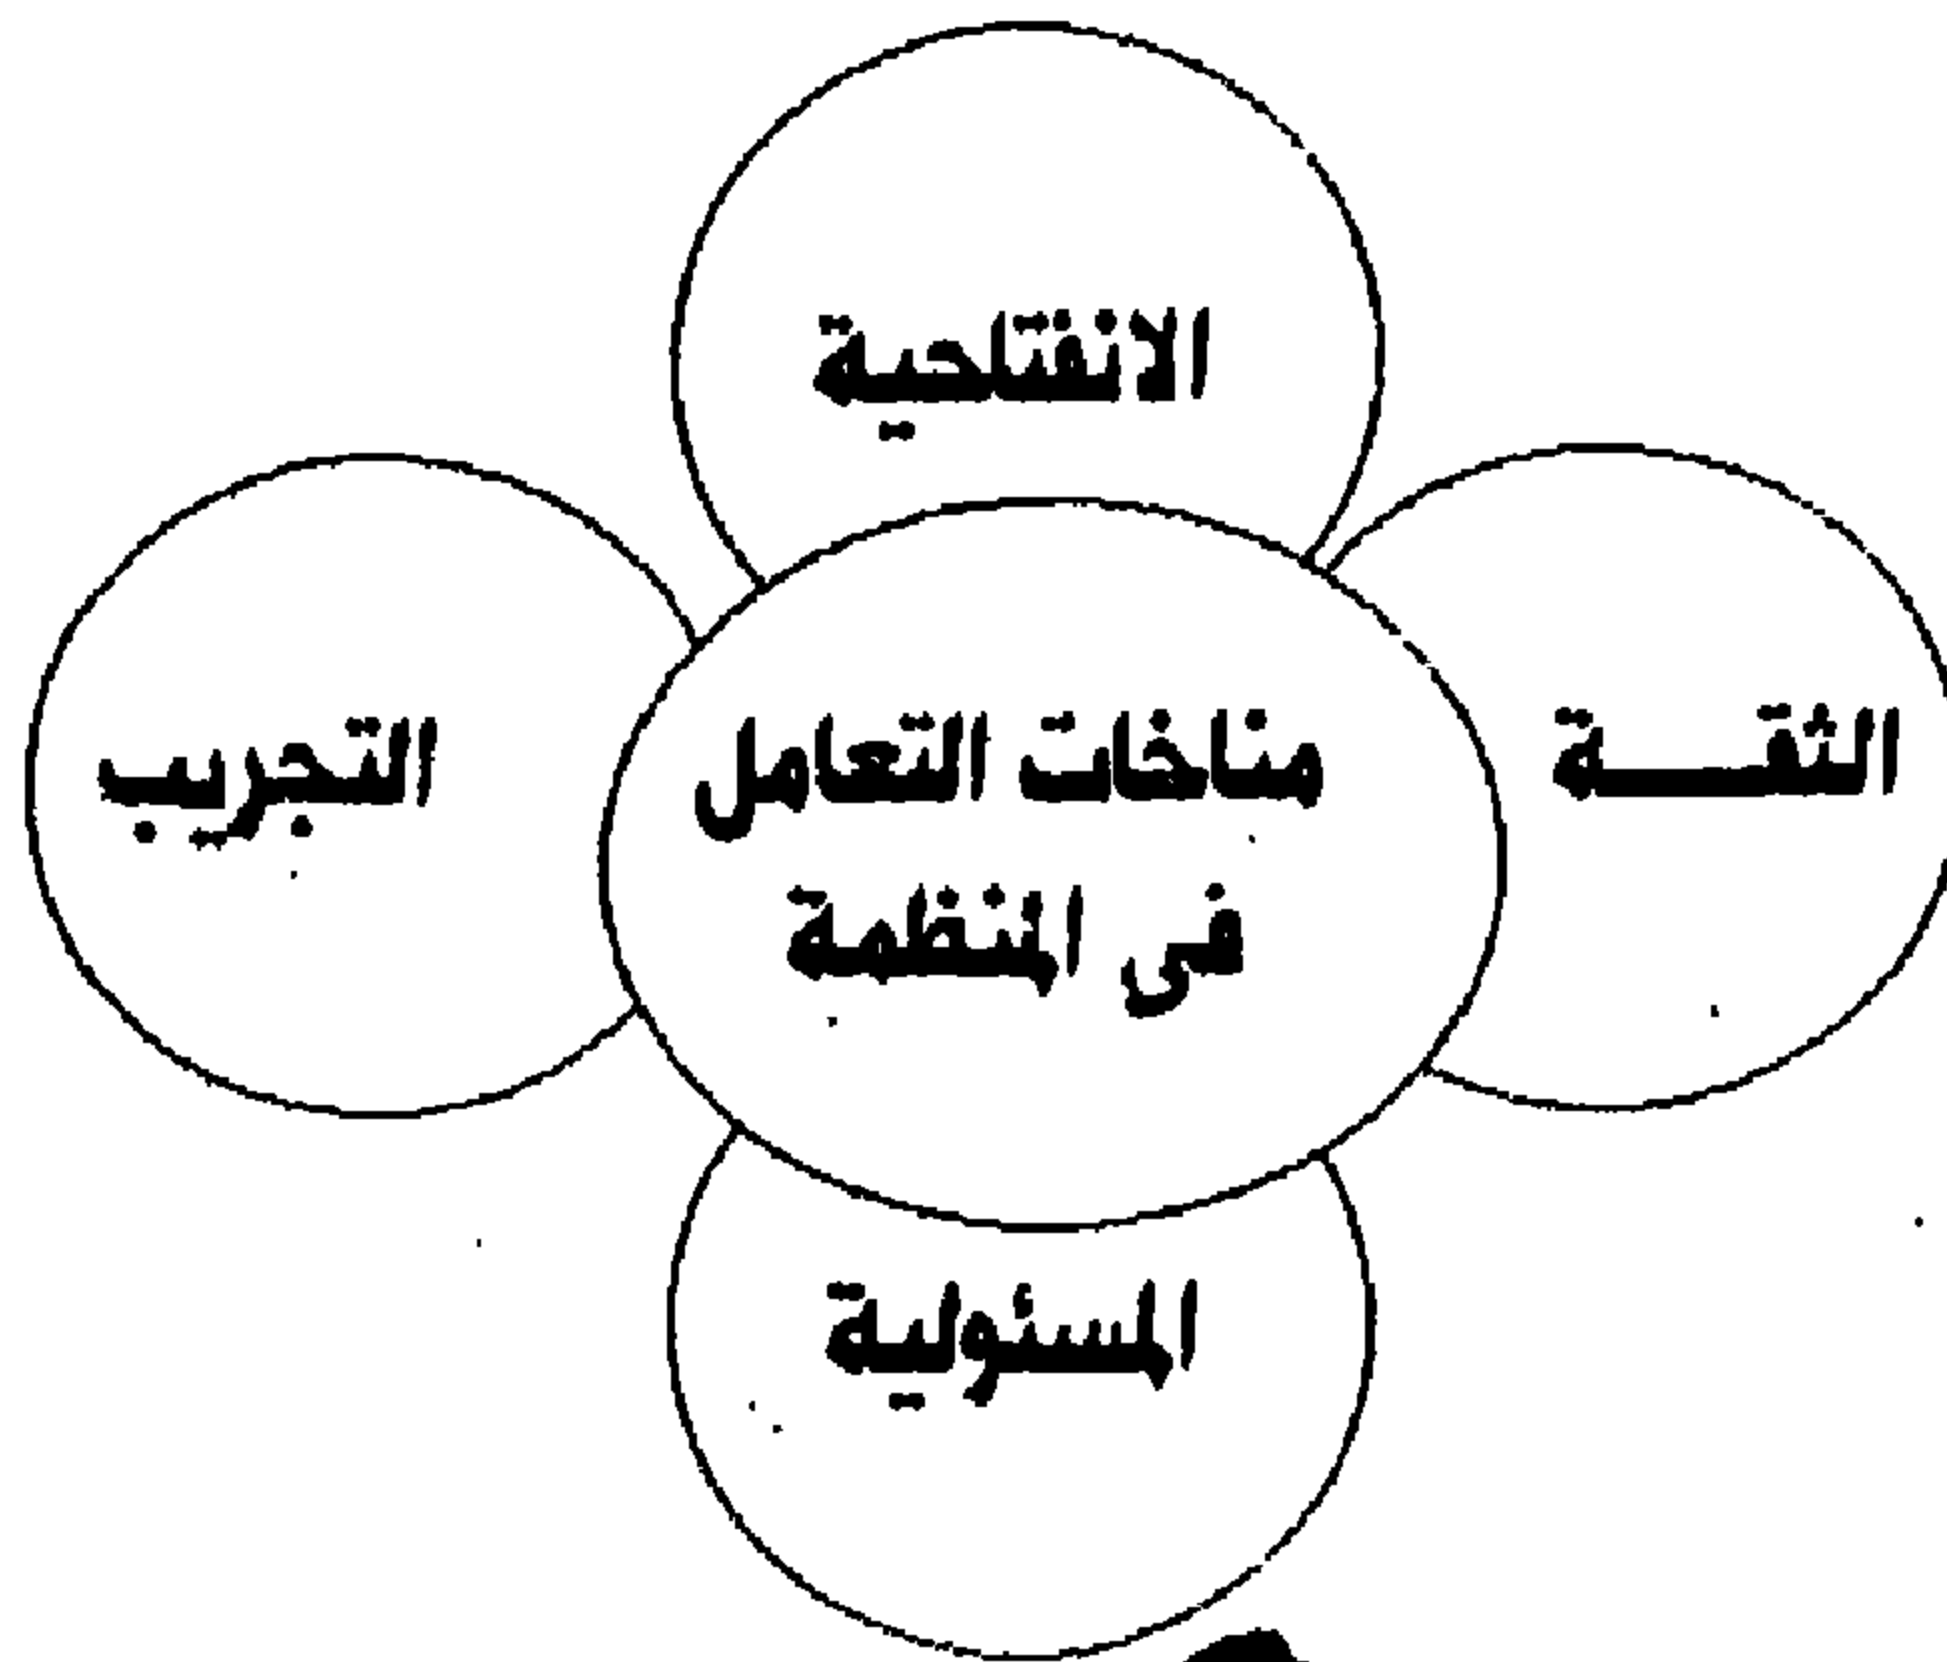 الانفتاحية
الثقـــة
مناخات التعامل
فى المنظمة
التجريب
المسئولية